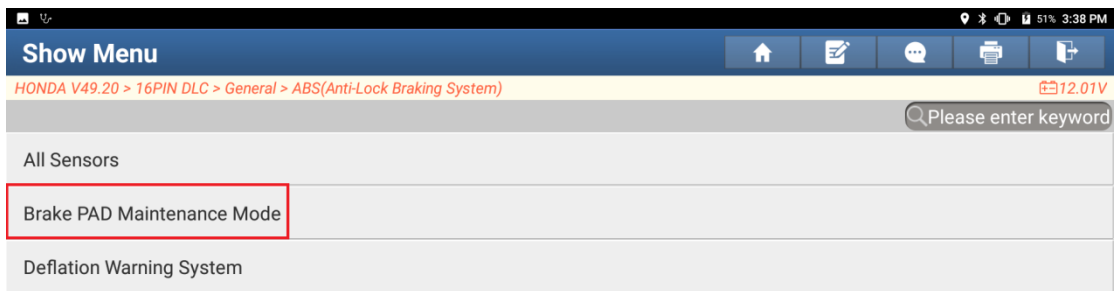 51% 3:38 PM
Show Menu
HONDA V49.20 > 16PIN DLC > General > ABS(Anti-Lock Braking System) 12.01V
Please enter keyword
All Sensors
Brake PAD Maintenance Mode
Deflation Warning System